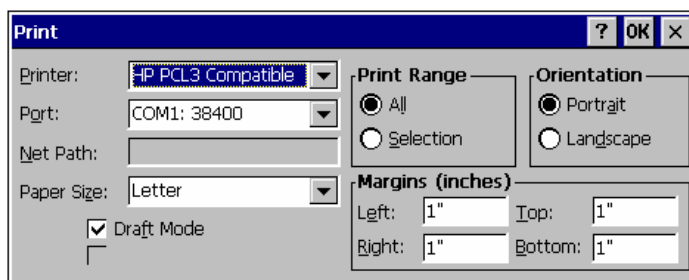 Print ? OK ×
Printer: HP PCL3 Compatible
Port: COM1: 38400
Net Path:
Paper Size: Letter
Draft Mode
Print Range
All
Selection
Orientation
Portrait
Landscape
Margins (inches)
Left: 1" Top: 1"
Right: 1" Bottom: 1"